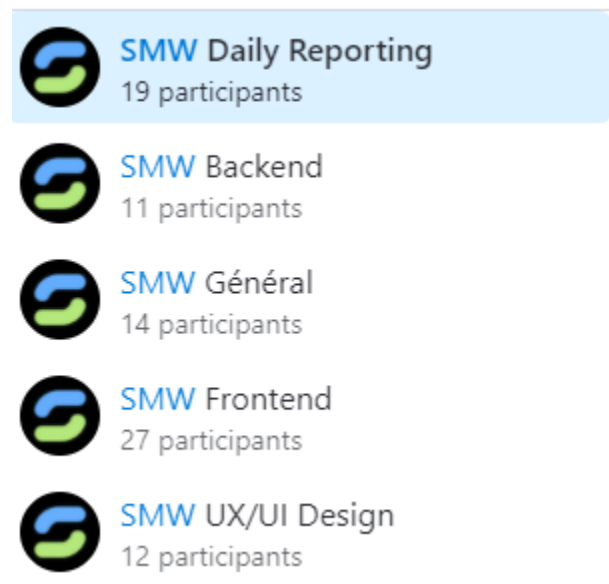 SMW Daily Reporting
19 participants
SMW Backend
11 participants
SMW Général
14 participants
SMW Frontend
27 participants
SMW UX/UI Design
12 participants